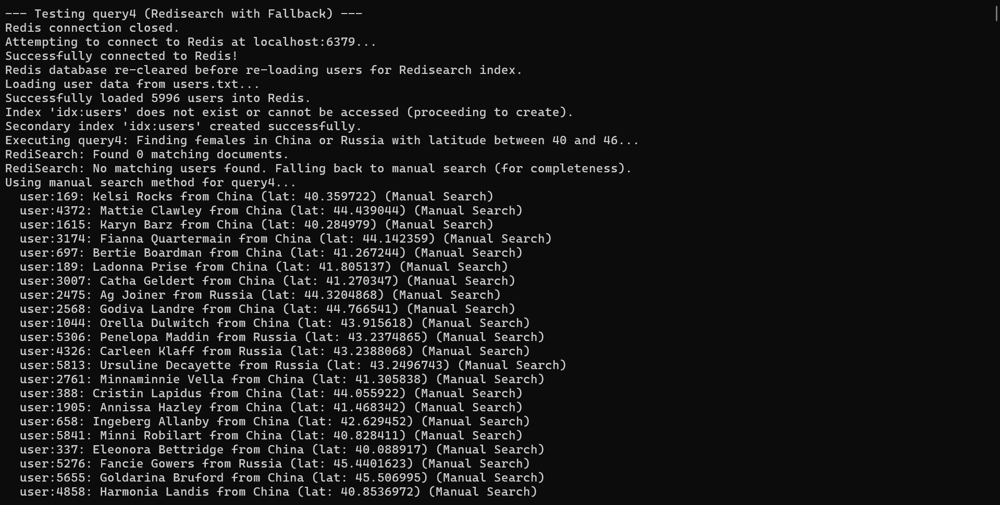 --- Testing query4 (Redisearch with Fallback) ---
Redis connection closed.
Attempting to connect to Redis at localhost:6379...
Successfully connected to Redis!
Redis database re-cleared before re-loading users for Redisearch index.
Loading user data from users.txt...
Successfully loaded 5996 users into Redis.
Index 'idx:users' does not exist or cannot be accessed (proceeding to create).
Secondary index 'idx:users' created successfully.
Executing query4: Finding females in China or Russia with latitude between 40 and 46...
RediSearch: Found 0 matching documents.
RediSearch: No matching users found. Falling back to manual search (for completeness).
Using manual search method for query4...
  user:169: Kelsi Rocks from China (lat: 40.359722) (Manual Search)
  user:4372: Mattie Clawley from China (lat: 44.439044) (Manual Search)
  user:1615: Karyn Barz from China (lat: 40.284979) (Manual Search)
  user:3174: Fianna Quartermain from China (lat: 44.142359) (Manual Search)
  user:697: Bertie Boardman from China (lat: 41.267244) (Manual Search)
  user:189: Ladonna Prise from China (lat: 41.805137) (Manual Search)
  user:3007: Catha Geldert from China (lat: 41.270347) (Manual Search)
  user:2475: Ag Joiner from Russia (lat: 44.3204868) (Manual Search)
  user:2568: Godiva Landre from China (lat: 44.766541) (Manual Search)
  user:1044: Orella Dulwitch from China (lat: 43.915618) (Manual Search)
  user:5306: Penelopa Maddin from Russia (lat: 43.2374865) (Manual Search)
  user:4326: Carleen Klaff from Russia (lat: 43.2388068) (Manual Search)
  user:5813: Ursuline Decayette from Russia (lat: 43.2496743) (Manual Search)
  user:2761: Minnaminnie Vella from China (lat: 41.305838) (Manual Search)
  user:388: Cristin Lapidus from China (lat: 44.055922) (Manual Search)
  user:1905: Annissa Hazley from China (lat: 41.468342) (Manual Search)
  user:658: Ingeberg Allanby from China (lat: 42.629452) (Manual Search)
  user:5841: Minni Robilart from China (lat: 40.828411) (Manual Search)
  user:337: Eleonora Bettridge from China (lat: 40.088917) (Manual Search)
  user:5276: Fancie Gowers from Russia (lat: 45.4401623) (Manual Search)
  user:5655: Goldarina Bruford from China (lat: 45.506995) (Manual Search)
  user:4858: Harmonia Landis from China (lat: 40.8536972) (Manual Search)